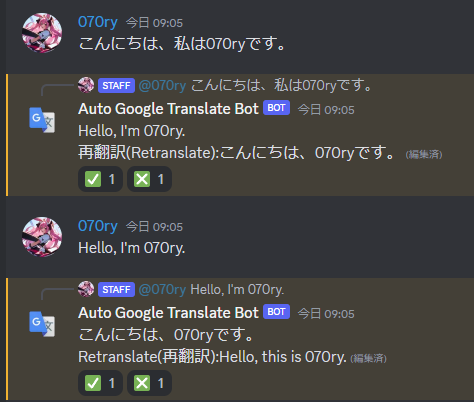 070ry 今日 09:05
こんにちは、私は070ryです。
STAFF @070ry こんにちは、私は070ryです。
Auto Google Translate Bot BOT 今日 09:05
Hello, I'm 070ry.
再翻訳(Retranslate):こんにちは、070ryです。 (編集済)
✅ 1 ❎ 1
070ry 今日 09:05
Hello, I'm 070ry.
STAFF @070ry Hello, I'm 070ry.
Auto Google Translate Bot BOT 今日 09:05
こんにちは、070ryです。
Retranslate(再翻訳):Hello, this is 070ry. (編集済)
✅ 1 ❎ 1